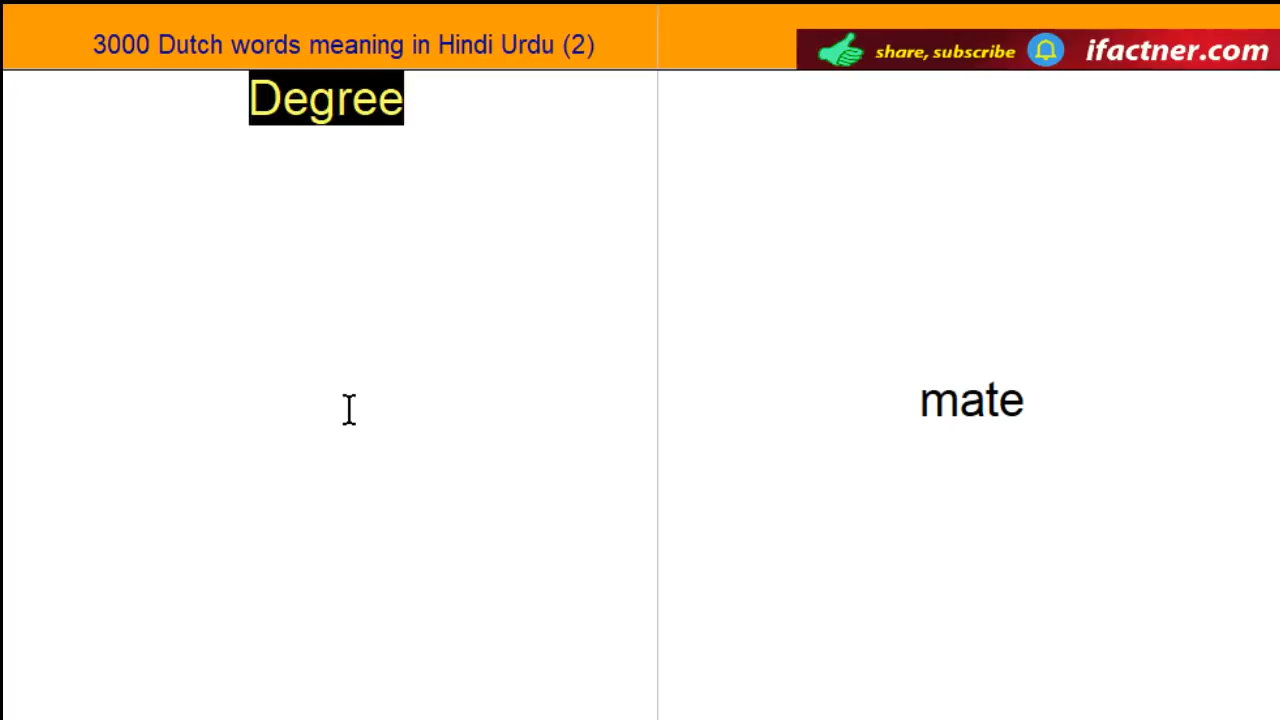 3000 Dutch words meaning in Hindi Urdu (2)
share, subscribe
ifactner.com
Degree
mate